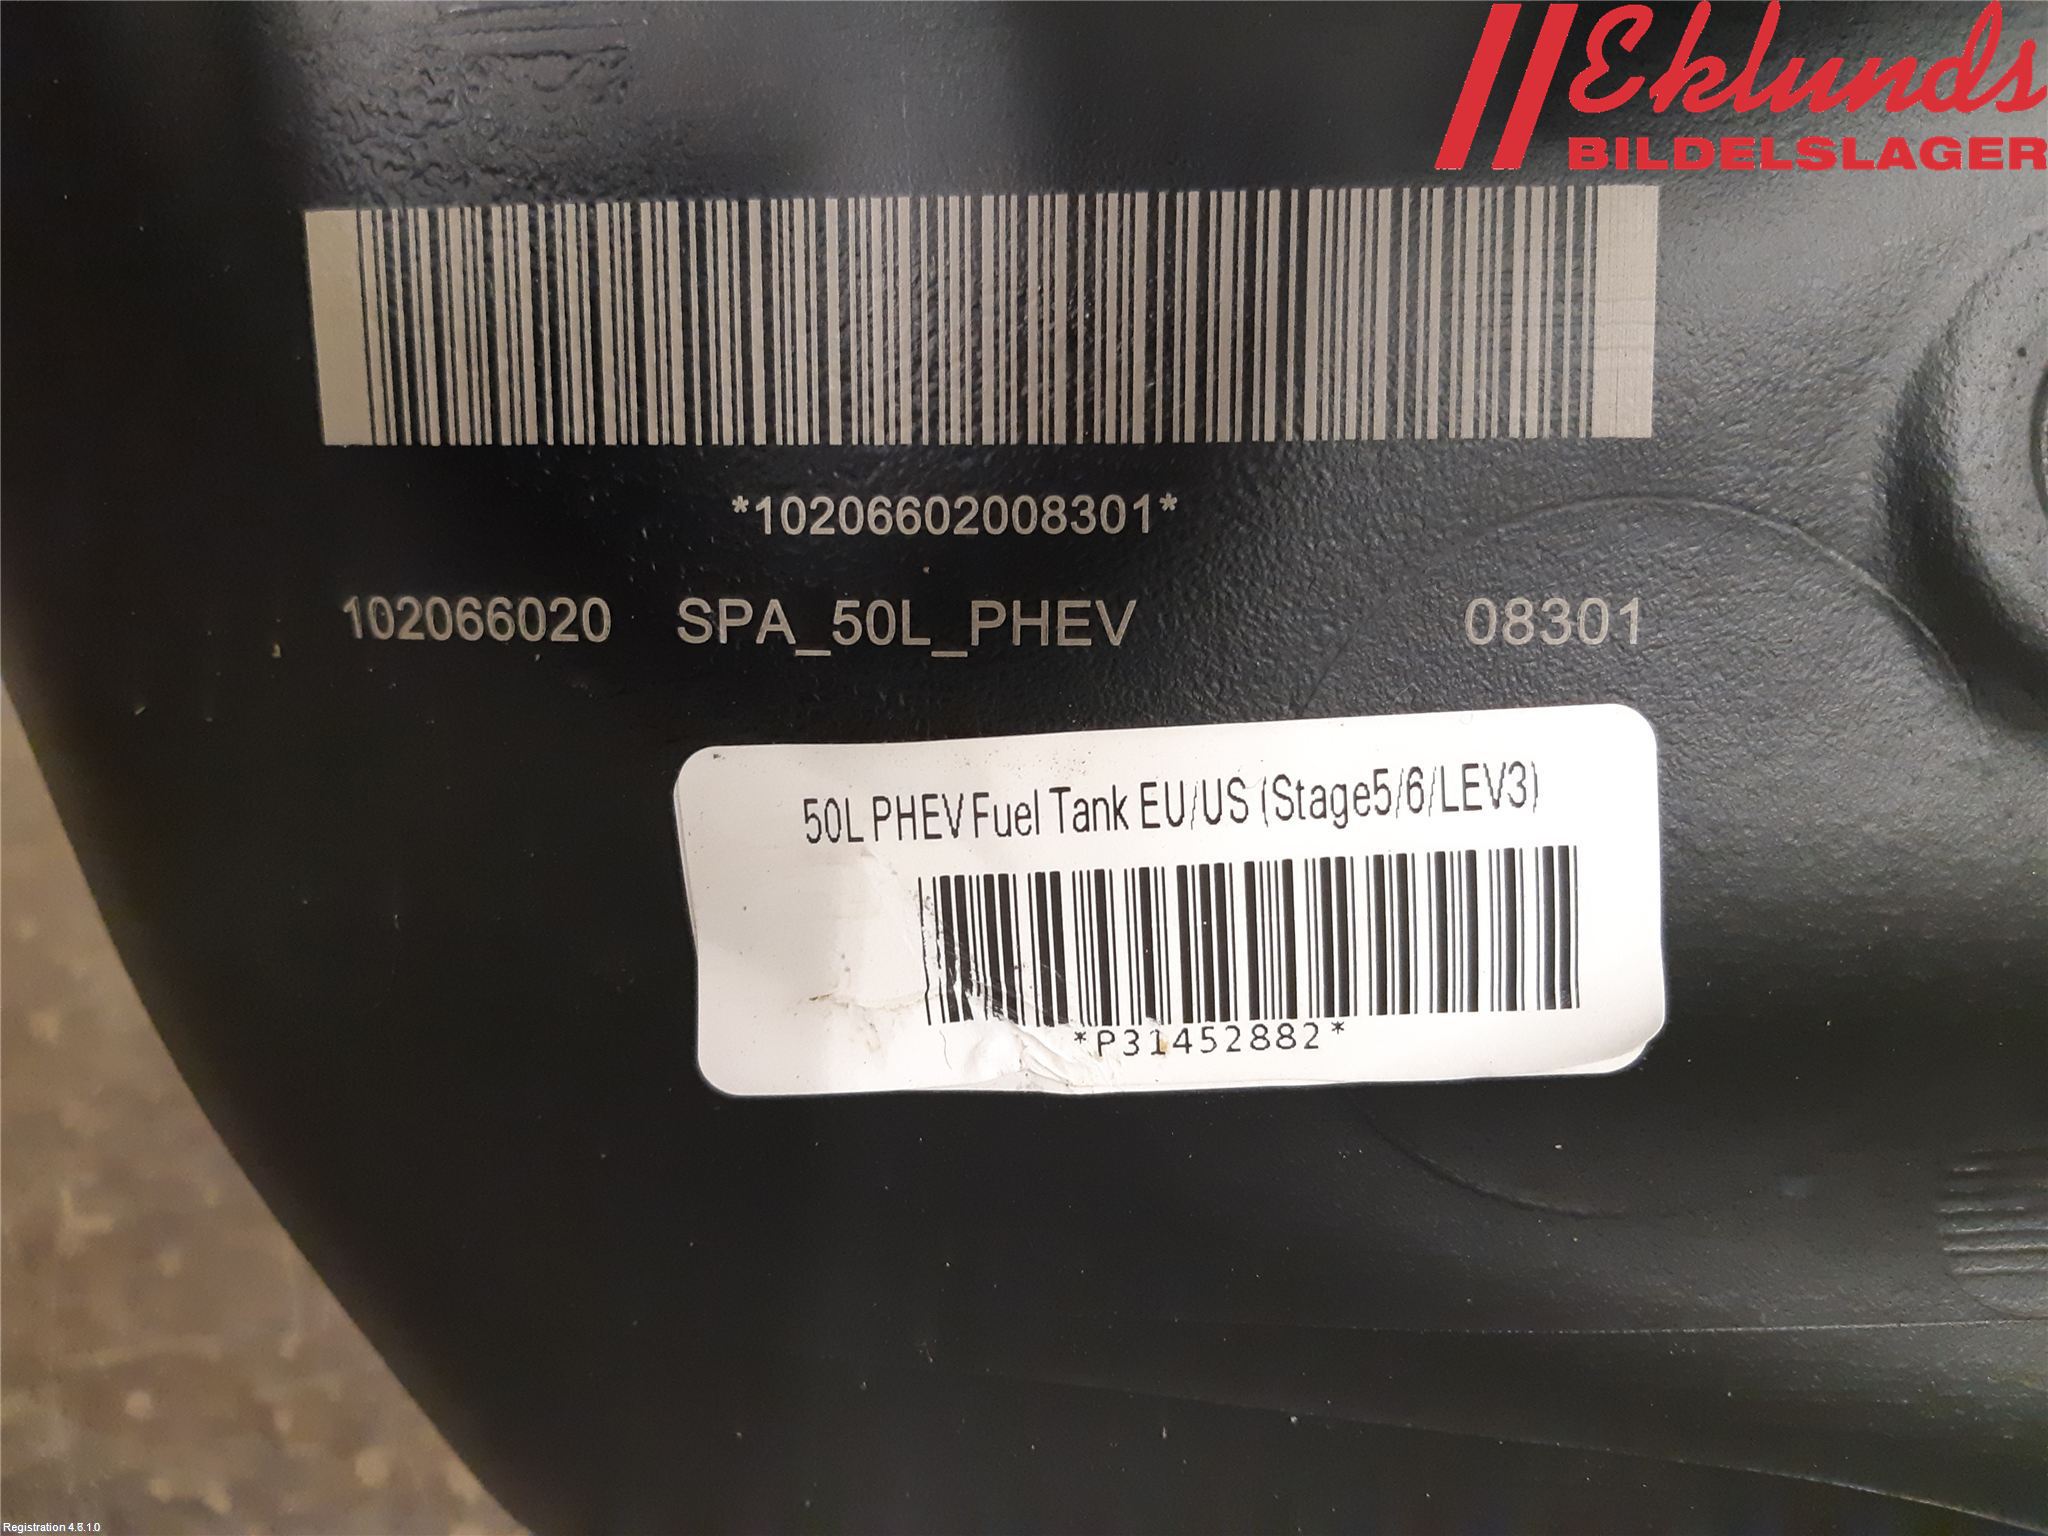 Eklunds
BILDELSLAGER
*10206602008301*
102066020 SPA_50L_PHEV 08301
50L PHEV Fuel Tank EU/US (Stage5/6/LEV3)
*P31452882*
Registration 4.6.1.0